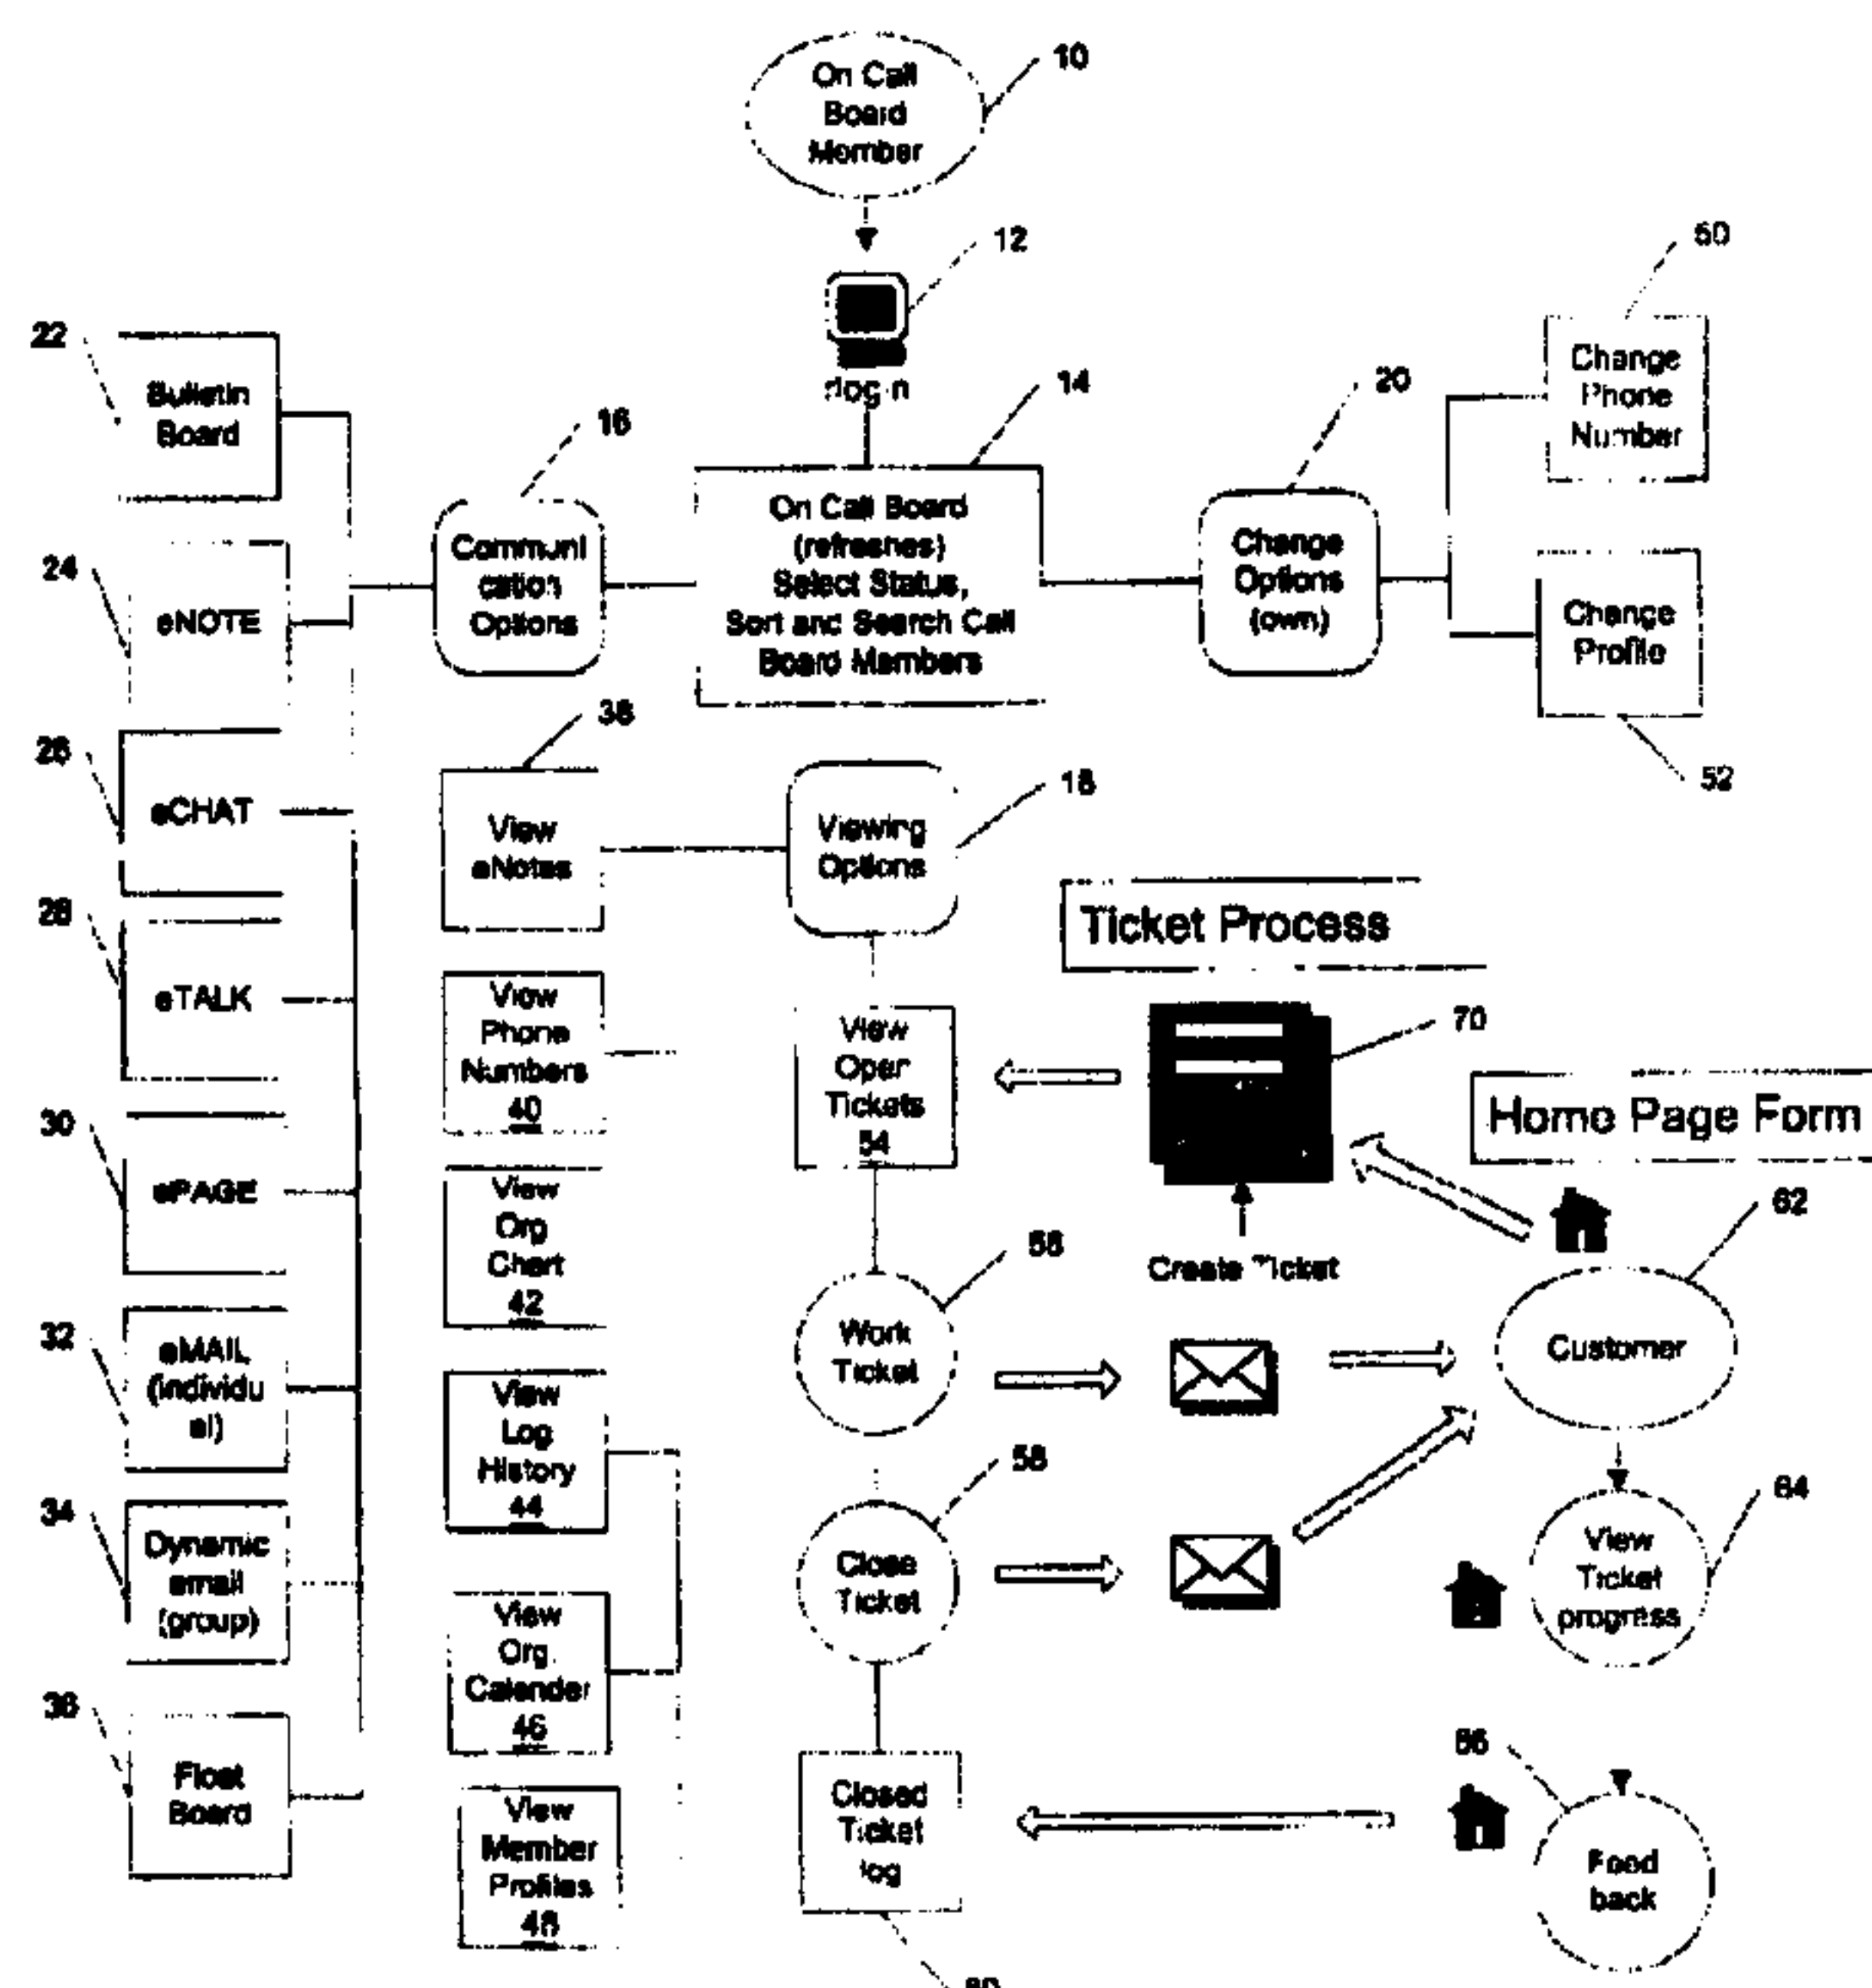 10
On Call
Board
Member
12
14
On Call Board
(refreshes)
Select Status,
Sort and Search Call
Board Members
16
Communi
cation
Options
20
Change
Options
(own)
50
Change
Phone
Number
Change
Profile
52
22
Bulletin
Board
24
eNOTE
26
eCHAT
28
eTALK
30
ePAGE
32
eMAIL
(individu
al)
34
Dynamic
email
(group)
36
Float
Board
38
View
eNotes
View
Phone
Numbers
40
View
Org
Chart
42
View
Log
History
44
View
Org
Calender
46
View
Member
Profiles
48
18
Viewing
Options
View
Open
Tickets
54
Work
Ticket
58
Close
Ticket
Closed
Ticket
log
Ticket Process
70
Create Ticket
Home Page Form
62
Customer
64
View
Ticket
progress
66
Feed
back